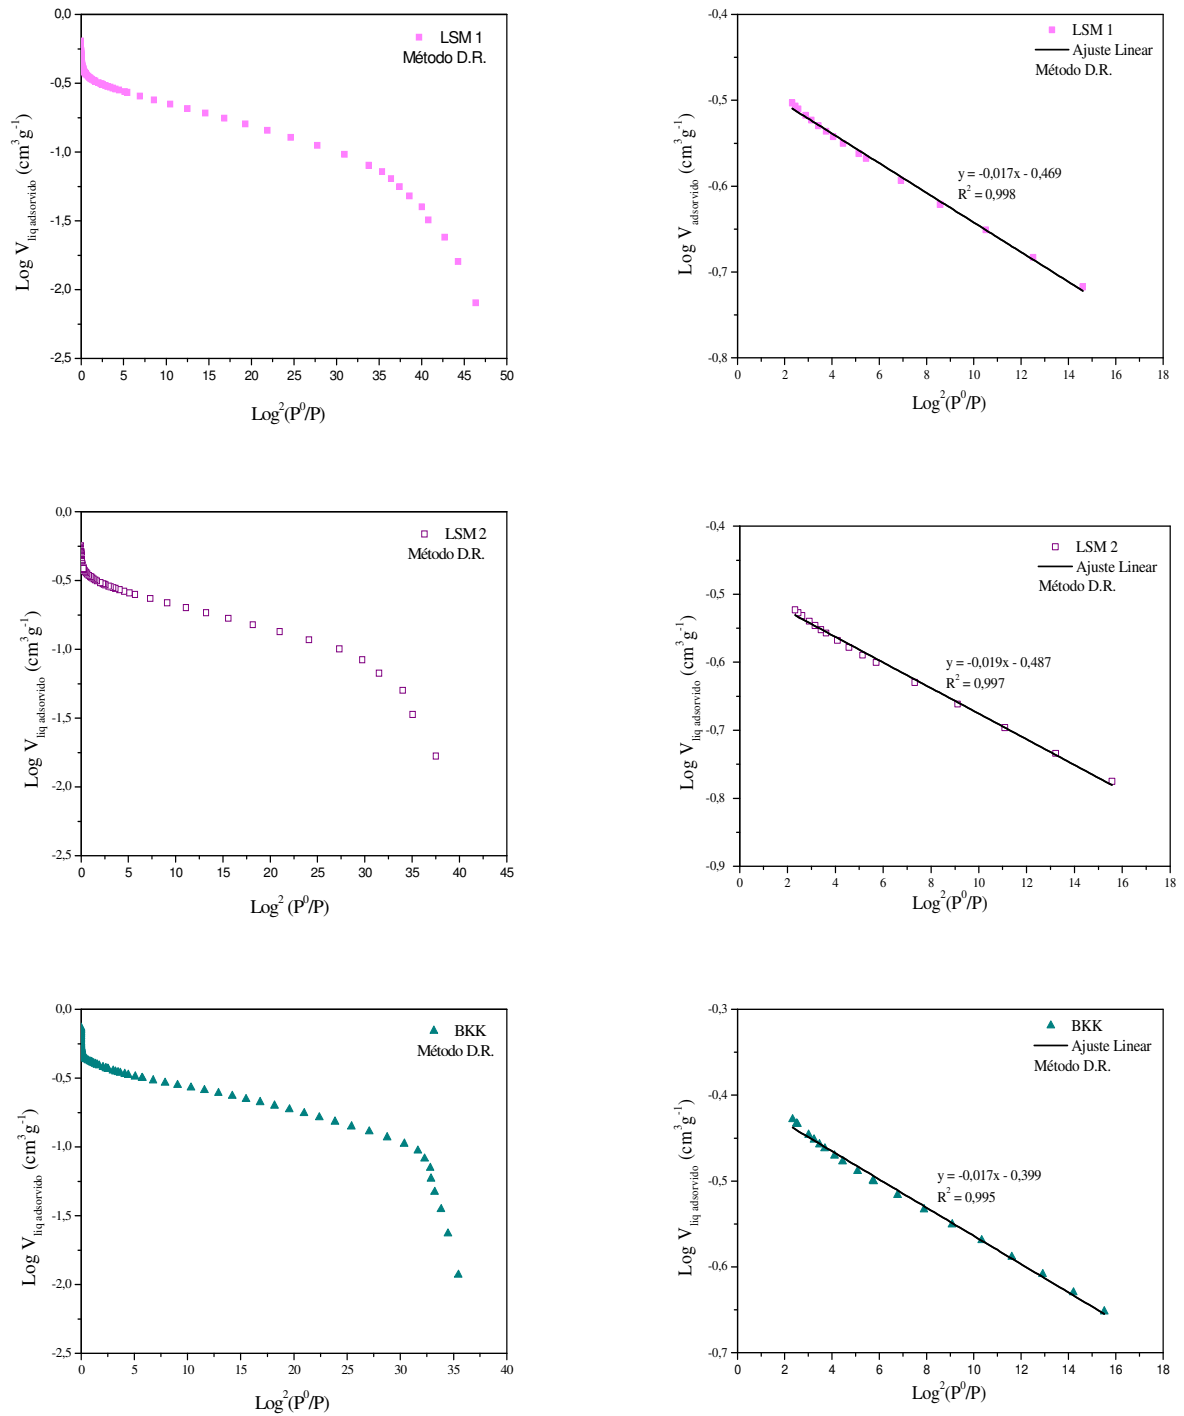 0,0
-0,5
-1,0
-1,5
-2,0
-2,5
0 5 10 15 20 25 30 35 40 45 50
Log V liq adsorvido (cm³g⁻¹)
Log²(P⁰/P)
LSM 1
Método D.R.
-0,4
-0,5
-0,6
-0,7
-0,8
0 2 4 6 8 10 12 14 16 18
Log V adsorvido (cm³g⁻¹)
Log²(P⁰/P)
LSM 1
Ajuste Linear
Método D.R.
y = -0,017x - 0,469
R² = 0,998
0,0
-0,5
-1,0
-1,5
-2,0
-2,5
0 5 10 15 20 25 30 35 40 45
Log V liq adsorvido (cm³g⁻¹)
Log² (P⁰/P)
LSM 2
Método D.R.
-0,4
-0,5
-0,6
-0,7
-0,8
-0,9
0 2 4 6 8 10 12 14 16 18
Log V liq adsorvido (cm³g⁻¹)
Log²(P⁰/P)
LSM 2
Ajuste Linear
Método D.R.
y = -0,019x - 0,487
R² = 0,997
0,0
-0,5
-1,0
-1,5
-2,0
-2,5
0 5 10 15 20 25 30 35 40
Log V liq adsorvido (cm³g⁻¹)
Log²(P⁰/P)
BKK
Método D.R.
-0,3
-0,4
-0,5
-0,6
-0,7
0 2 4 6 8 10 12 14 16 18
Log V liq adsorvido (cm³g⁻¹)
Log²(P⁰/P)
BKK
Ajuste Linear
Método D.R.
y = -0,017x - 0,399
R² = 0,995